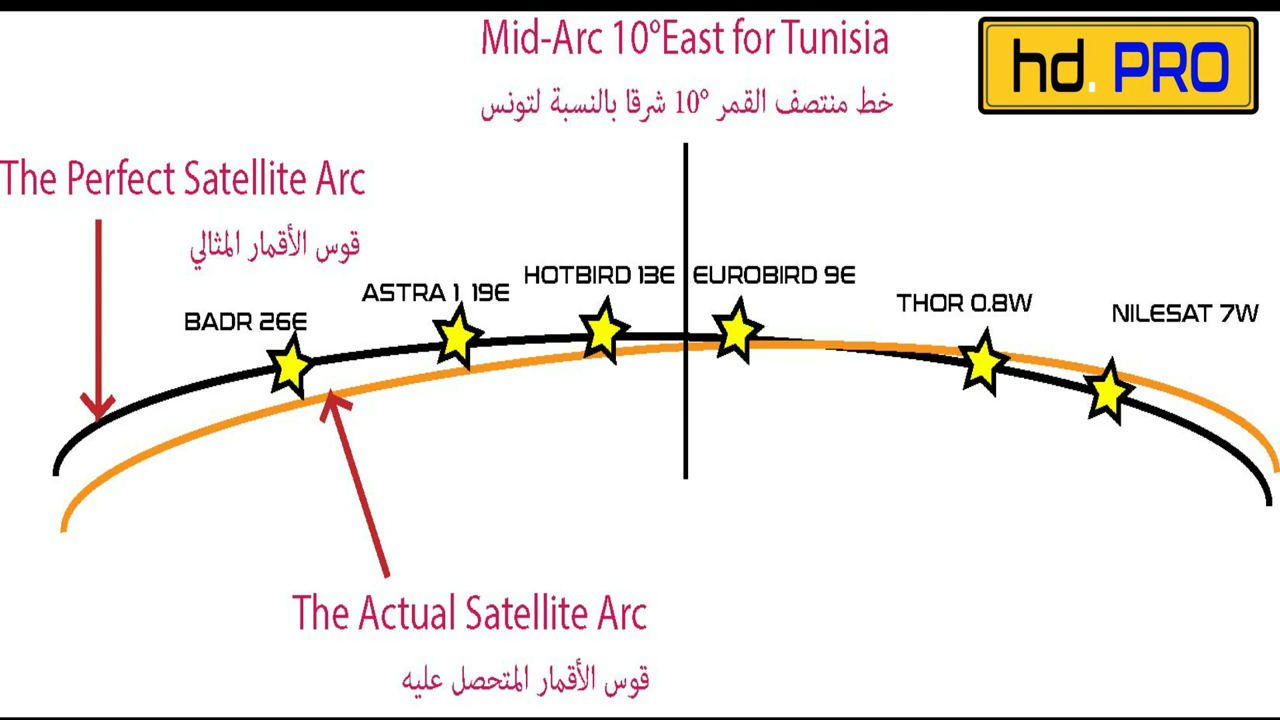 Mid-Arc 10°East for Tunisia
خط منتصف القمر °10 شرقا بالنسبة لتونس
hd. PRO
The Perfect Satellite Arc
قوس الأقمار المثالي
BADR 26E
ASTRA 1 19E
HOTBIRD 13E
EUROBIRD 9E
THOR 0.8W
NILESAT 7W
The Actual Satellite Arc
قوس الأقمار المتحصل عليه